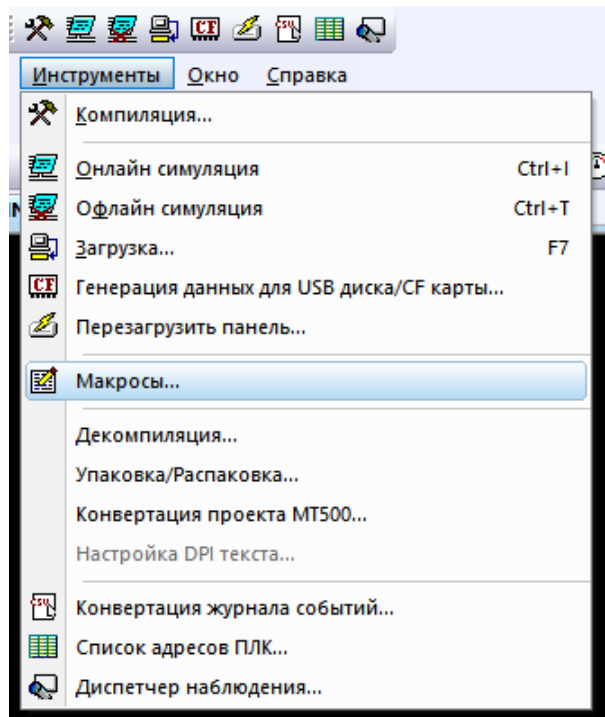 Инструменты Окно Справка
Компиляция...
Онлайн симуляция Ctrl+I
Офлайн симуляция Ctrl+T
Загрузка... F7
Генерация данных для USB диска/CF карты...
Перезагрузить панель...
Макросы...
Декомпиляция...
Упаковка/Распаковка...
Конвертация проекта MT500...
Настройка DPI текста...
Конвертация журнала событий...
Список адресов ПЛК...
Диспетчер наблюдения...